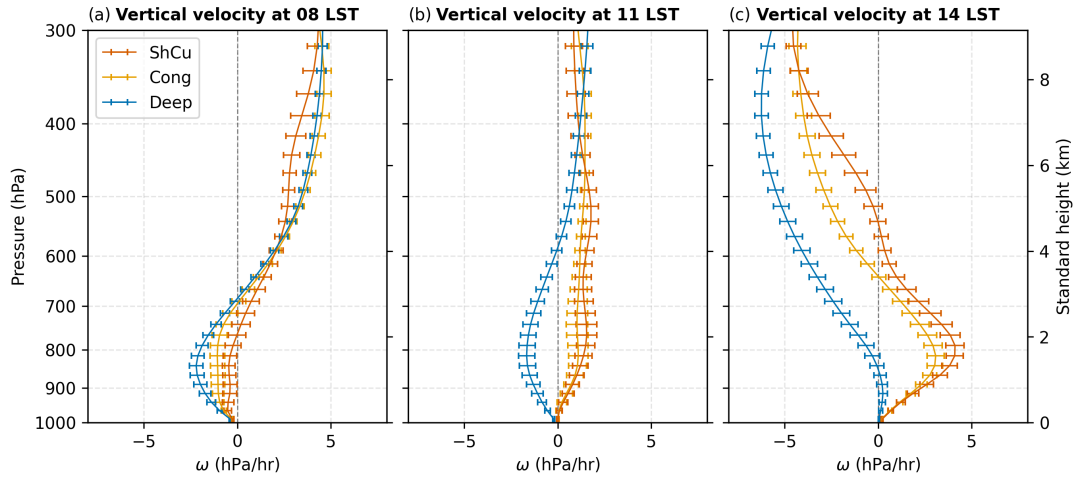 (a) Vertical velocity at 08 LST
(b) Vertical velocity at 11 LST
(c) Vertical velocity at 14 LST
ShCu
Cong
Deep
Pressure (hPa)
300
400
500
600
700
800
900
1000
−5 0 5
ω (hPa/hr)
−5 0 5
ω (hPa/hr)
−5 0 5
ω (hPa/hr)
8
6
4
2
0
Standard height (km)